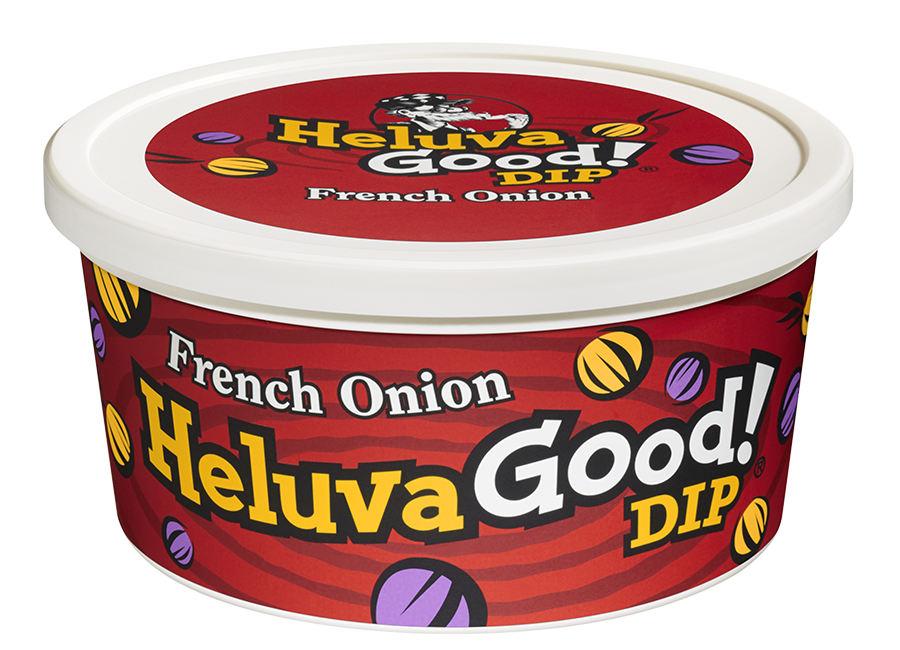 Heluva
Good!
DIP ®
French Onion
French Onion
Heluva Good! ®
DIP